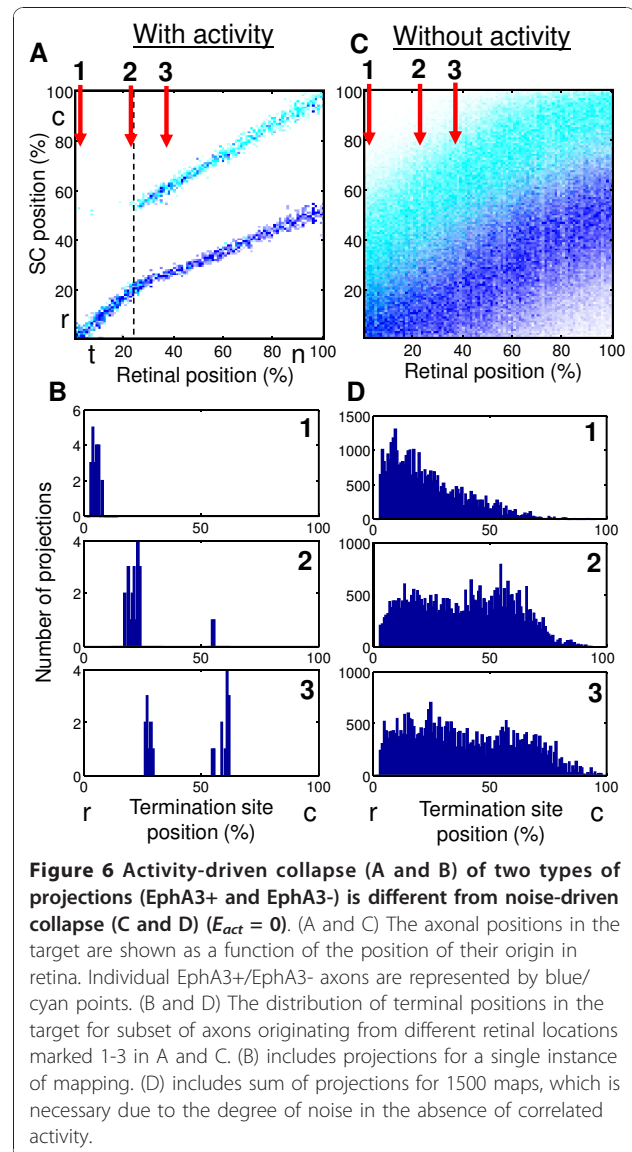 With activity
Without activity
A
C
1
2
3
1
2
3
100
c
80
60
40
20
r
SC position (%)
t
20
40
60
80
n
100
Retinal position (%)
100
80
60
40
20
20
40
60
80
100
Retinal position (%)
B
D
Number of projections
6
4
2
0
1
0
50
100
4
2
0
2
0
50
100
4
2
0
3
0
50
100
r
Termination site
position (%)
c
1500
1000
500
0
1
0
50
100
1000
500
0
2
0
50
100
1000
500
0
3
0
50
100
r
Termination site
position (%)
c
Figure 6 Activity-driven collapse (A and B) of two types of
projections (EphA3+ and EphA3-) is different from noise-driven
collapse (C and D) (E_act = 0). (A and C) The axonal positions in the
target are shown as a function of the position of their origin in
retina. Individual EphA3+/EphA3- axons are represented by blue/
cyan points. (B and D) The distribution of terminal positions in the
target for subset of axons originating from different retinal locations
marked 1-3 in A and C. (B) includes projections for a single instance
of mapping. (D) includes sum of projections for 1500 maps, which is
necessary due to the degree of noise in the absence of correlated
activity.